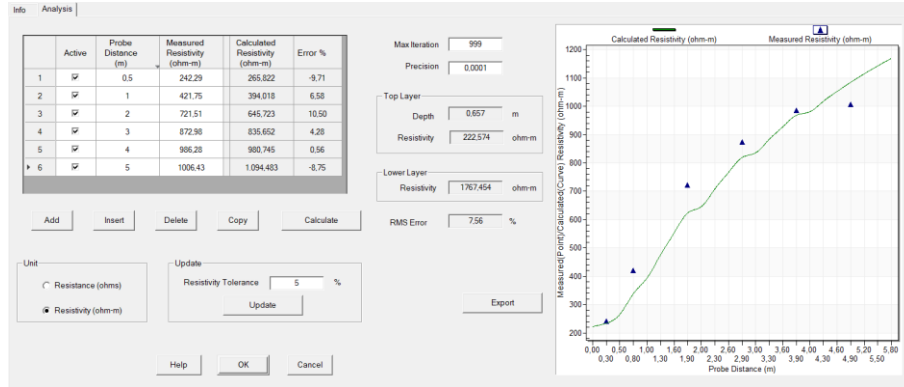 Info Analysis
Active Probe Distance (m) Measured Resistivity (ohm-m) Calculated Resistivity (ohm-m) Error %
1 0,5 242,29 265,822 -9,71
2 1 421,75 394,018 6,58
3 2 721,51 645,723 10,50
4 3 872,98 835,652 4,28
5 4 986,28 980,745 0,56
6 5 1006,43 1.094,483 -8,75
Add Insert Delete Copy Calculate
Unit
Resistance (ohms)
Resistivity (ohm-m)
Update
Resistivity Tolerance 5 %
Update
Help OK Cancel
Max Iteration 999
Precision 0,0001
Top Layer
Depth 0,657 m
Resistivity 222,574 ohm-m
Lower Layer
Resistivity 1767,454 ohm-m
RMS Error 7,56 %
Export
Calculated Resistivity (ohm-m) Measured Resistivity (ohm-m)
Measured(Point)/Calculated(Curve) Resistivity (ohm-m)
1200
1100
1000
900
800
700
600
500
400
300
200
0,00 0,50 1,00 1,60 2,00 2,60 3,00 3,60 4,00 4,60 5,00 5,80
0,30 0,80 1,30 1,90 2,30 2,90 3,40 3,90 4,30 4,90 5,50
Probe Distance (m)